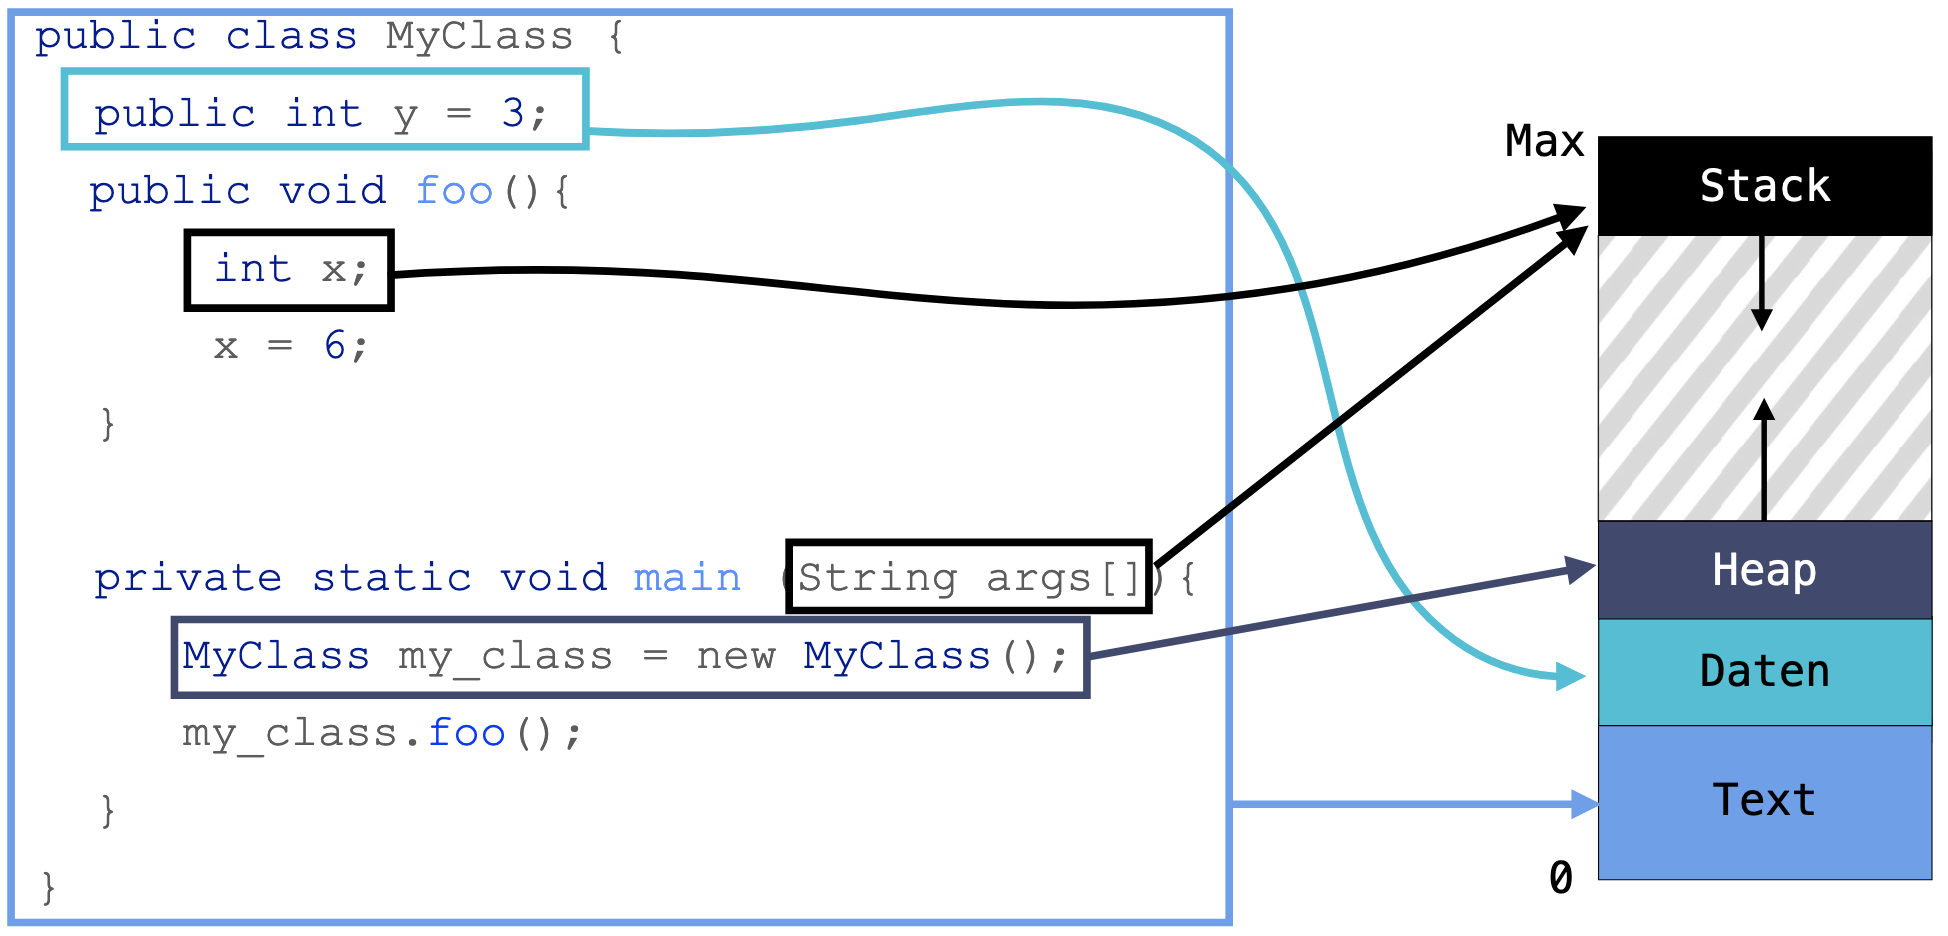 public class MyClass {
public int y = 3;
public void foo(){
int x;
x = 6;
}
private static void main (String args[]){
MyClass my_class = new MyClass();
my_class.foo();
}
}
Max
Stack
Heap
Daten
Text
0